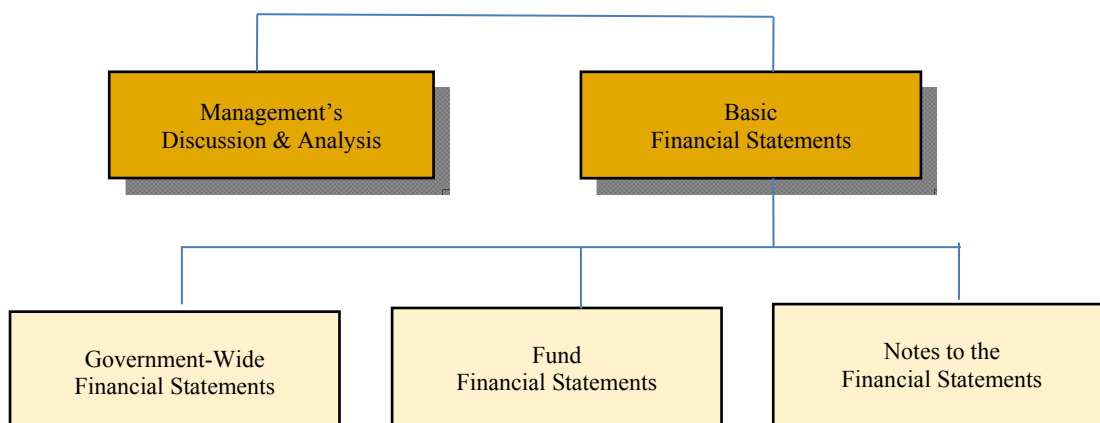 Management’s
Discussion & Analysis
Basic
Financial Statements
Government-Wide
Financial Statements
Fund
Financial Statements
Notes to the
Financial Statements